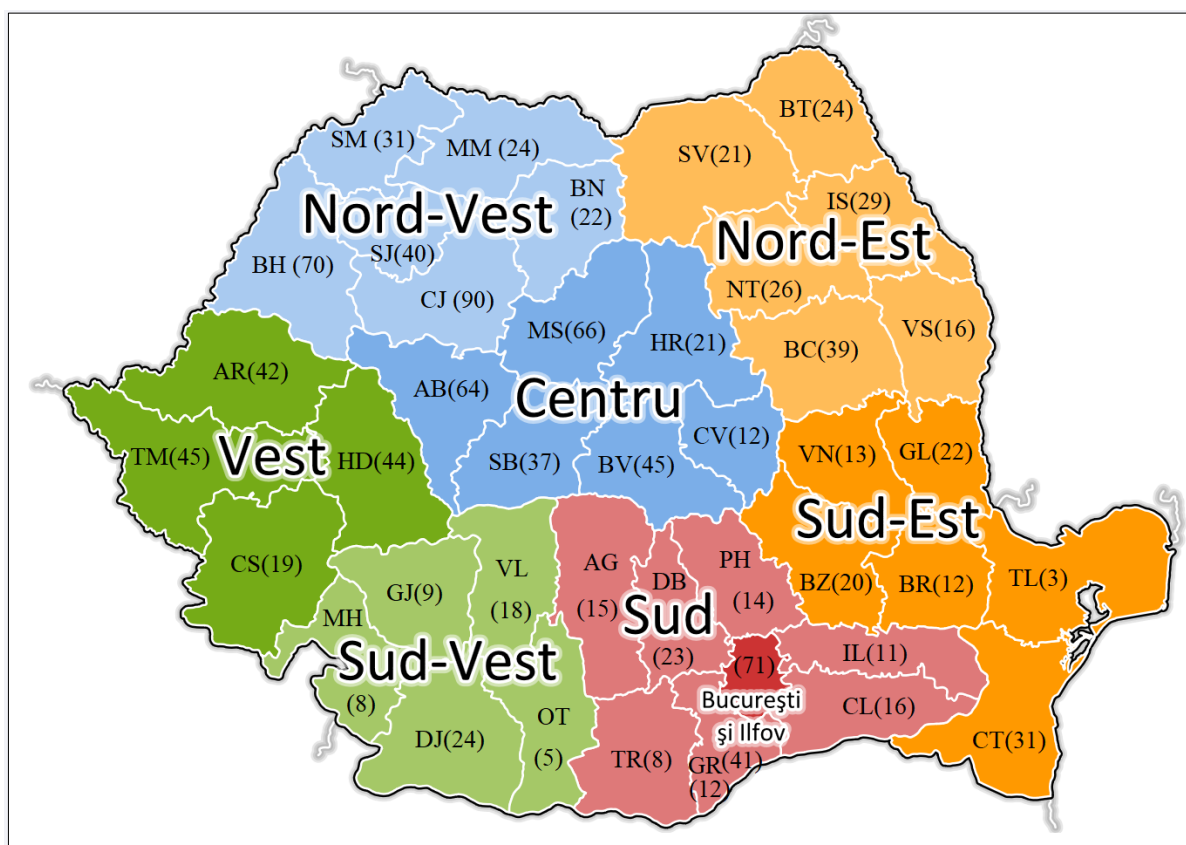 BT(24)
SM (31)
MM (24)
SV(21)
BN
(22)
IS(29)
Nord-Vest
Nord-Est
BH (70)
SJ(40)
CJ (90)
NT(26)
MS(66)
HR(21)
BC(39)
VS(16)
AR(42)
AB(64)
Centru
CV(12)
TM(45)
Vest
HD(44)
SB(37)
BV(45)
VN(13)
GL(22)
Sud-Est
CS(19)
GJ(9)
VL
(18)
AG
(15)
DB
(23)
PH
(14)
BZ(20)
BR(12)
TL(3)
MH
(8)
Sud-Vest
Sud
(71)
București
și Ilfov
(41)
IL(11)
CL(16)
DJ(24)
OT
(5)
TR(8)
GR
(12)
CT(31)